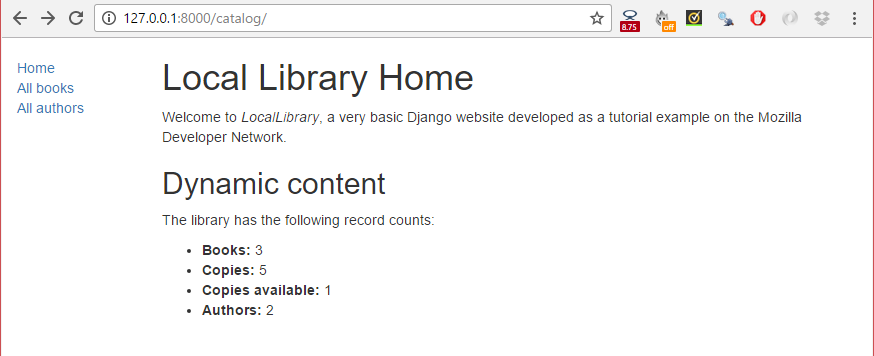 127.0.0.1:8000/catalog/
8.75
off
Home
All books
All authors
Local Library Home
Welcome to LocalLibrary, a very basic Django website developed as a tutorial example on the Mozilla
Developer Network.
Dynamic content
The library has the following record counts:
• Books: 3
• Copies: 5
• Copies available: 1
• Authors: 2